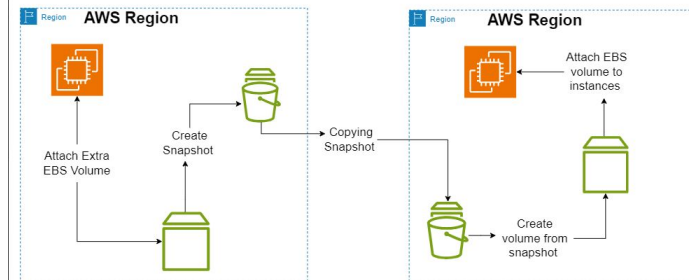 Region
AWS Region
Attach Extra
EBS Volume
Create
Snapshot
Copying
Snapshot
Region
AWS Region
Attach EBS
volume to
instances
Create
volume from
snapshot